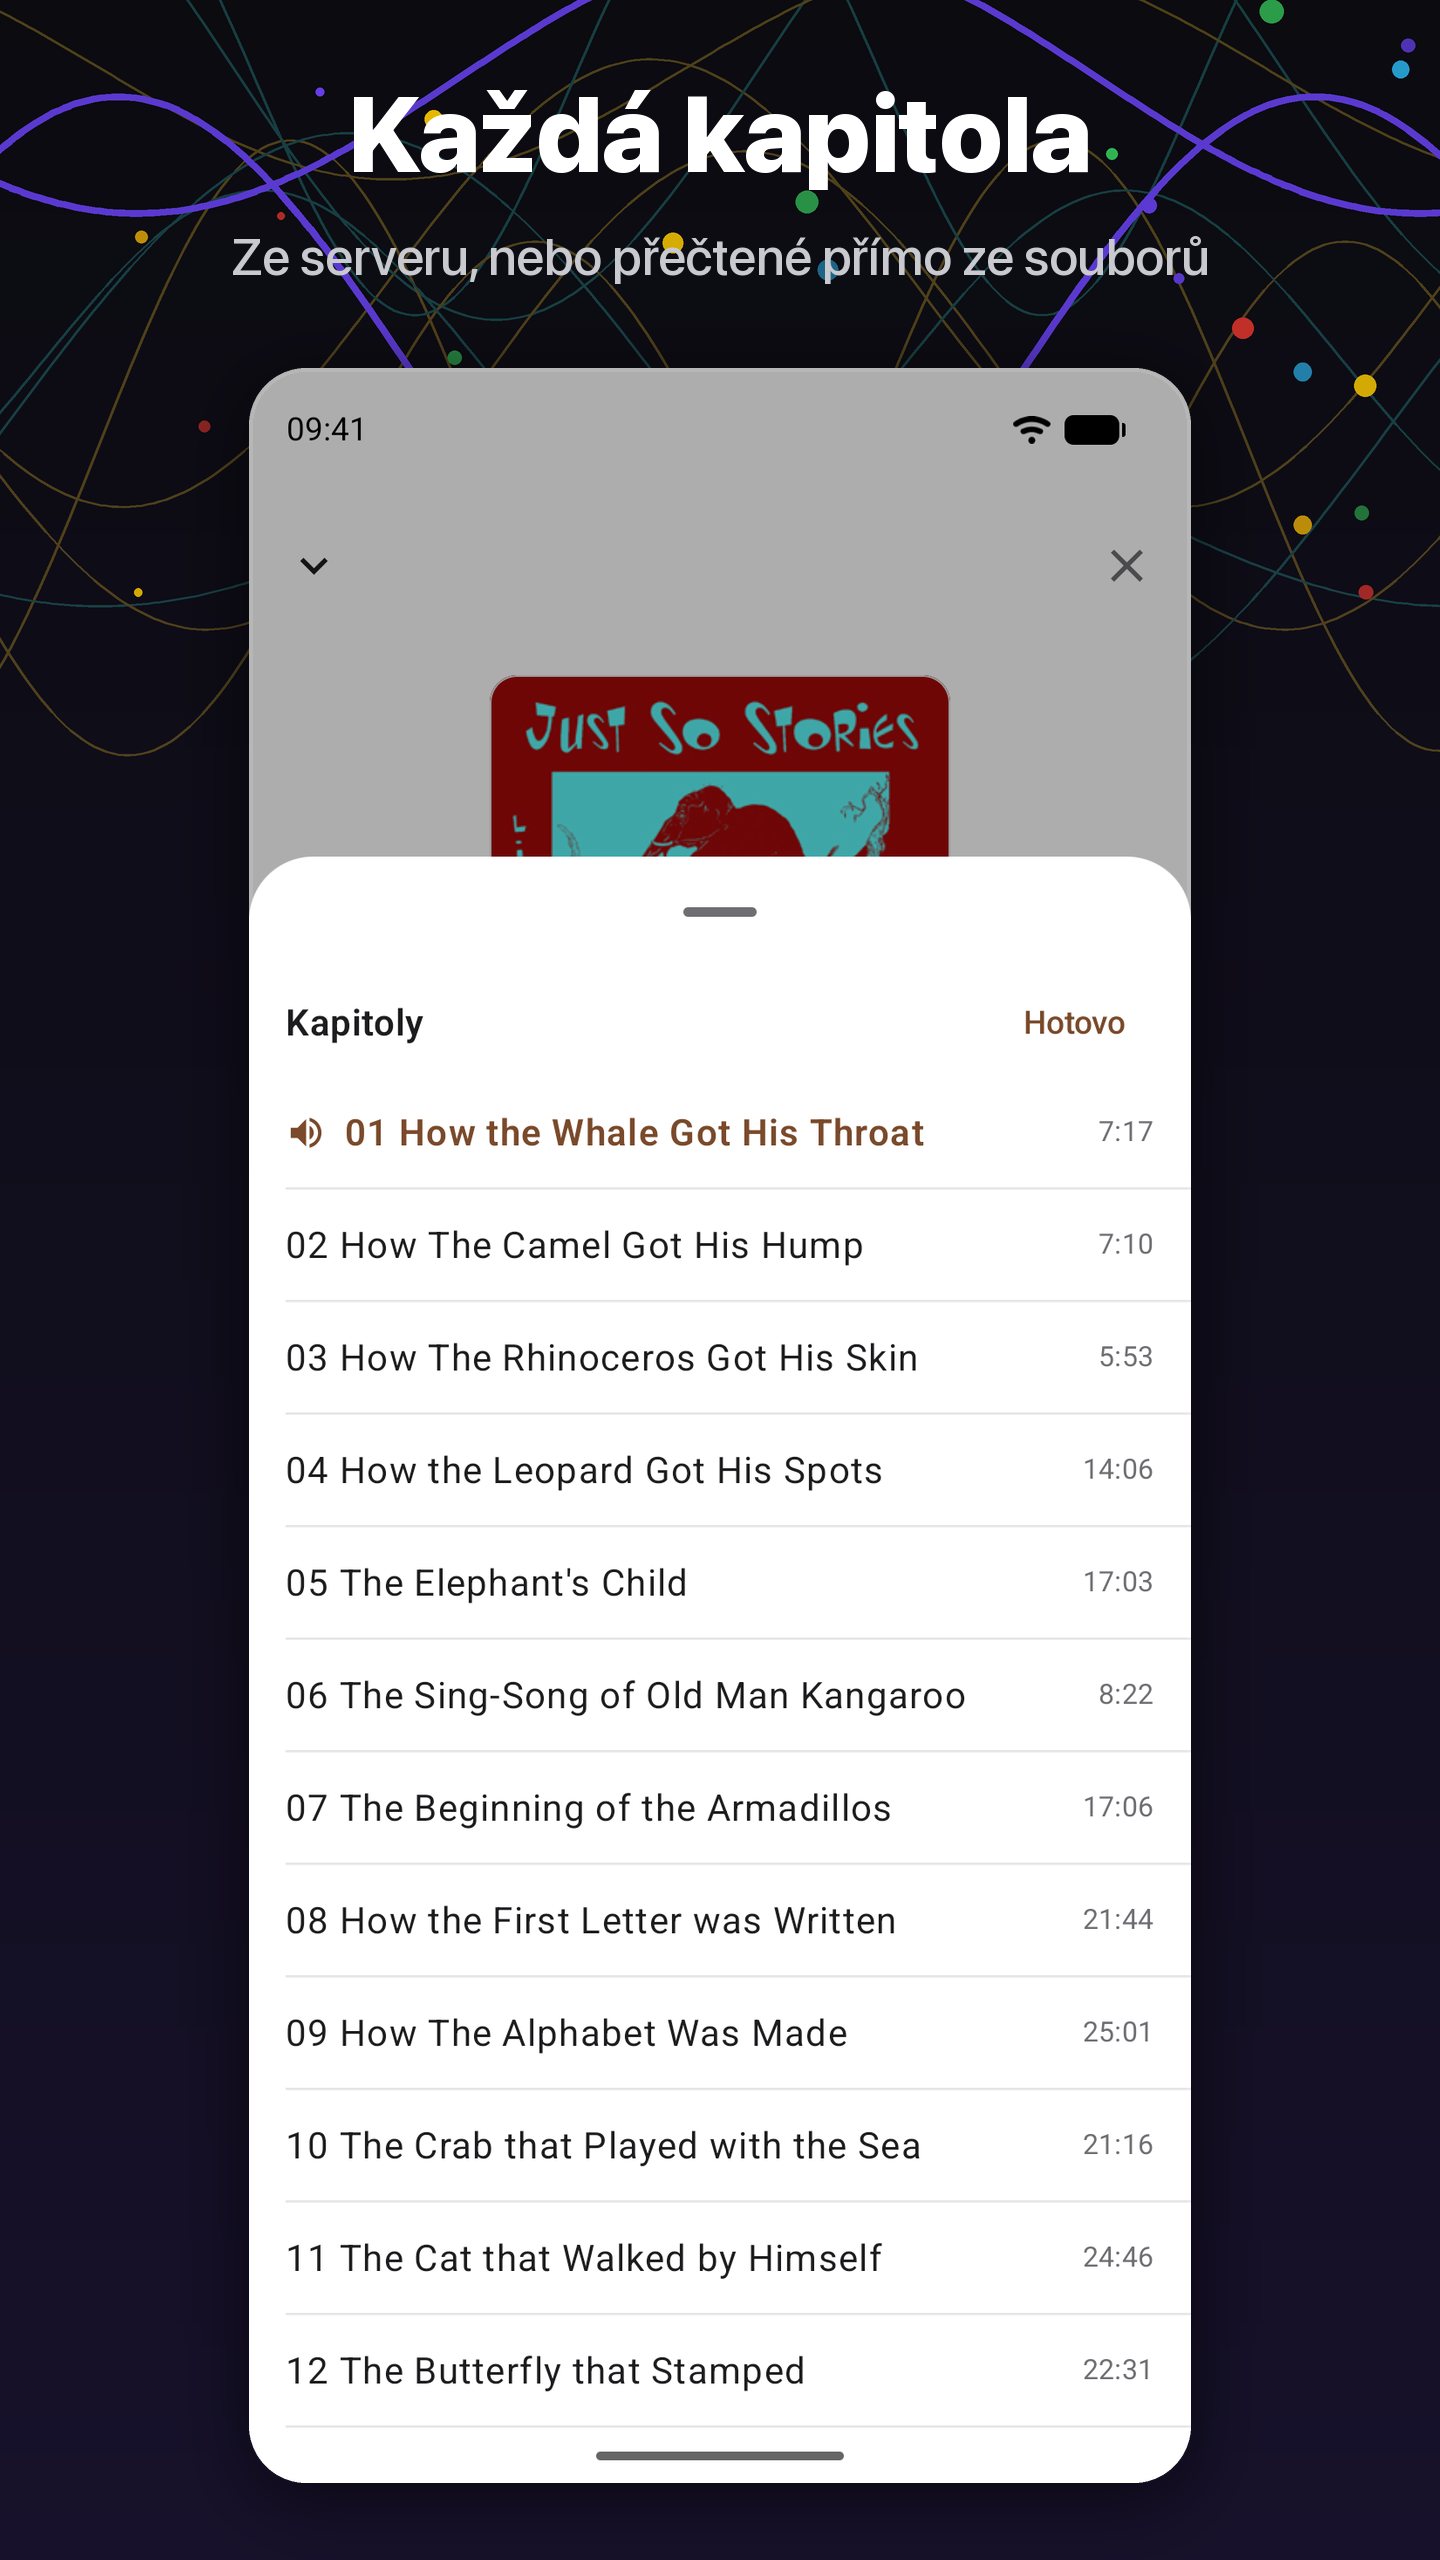 Každá kapitola
Ze serveru, nebo přečtené přímo ze souborů
09:41
JUST SO STORIES
Kapitoly
Hotovo
01 How the Whale Got His Throat 7:17
02 How The Camel Got His Hump 7:10
03 How The Rhinoceros Got His Skin 5:53
04 How the Leopard Got His Spots 14:06
05 The Elephant's Child 17:03
06 The Sing-Song of Old Man Kangaroo 8:22
07 The Beginning of the Armadillos 17:06
08 How the First Letter was Written 21:44
09 How The Alphabet Was Made 25:01
10 The Crab that Played with the Sea 21:16
11 The Cat that Walked by Himself 24:46
12 The Butterfly that Stamped 22:31